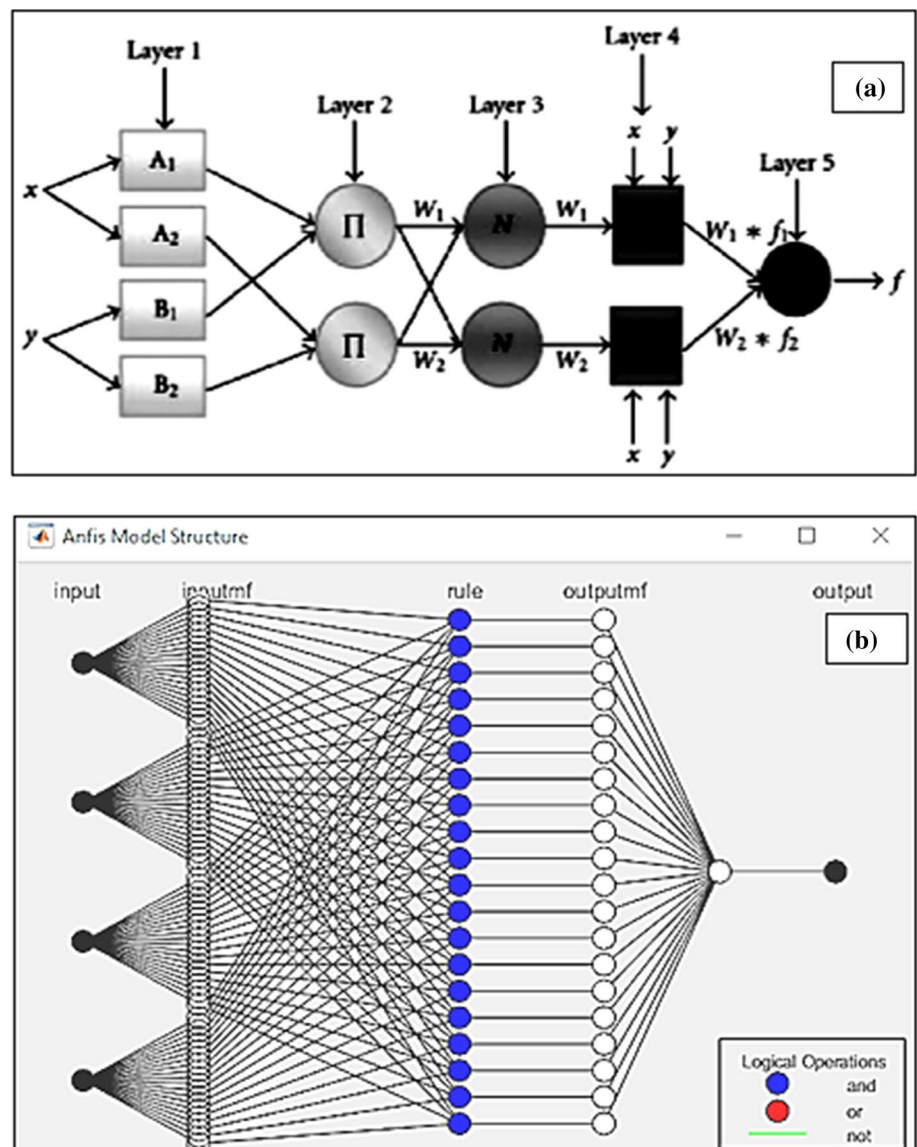 Layer 1
Layer 2
Layer 3
Layer 4
Layer 5
(a)
x y
x
y
A1
A2
B1
B2
Π
Π
W1
W2
N
N
W1
W2
W1 * f1
W2 * f2
f
x y
Anfis Model Structure
input inputmf rule outputmf output
(b)
Logical Operations
and
or
not